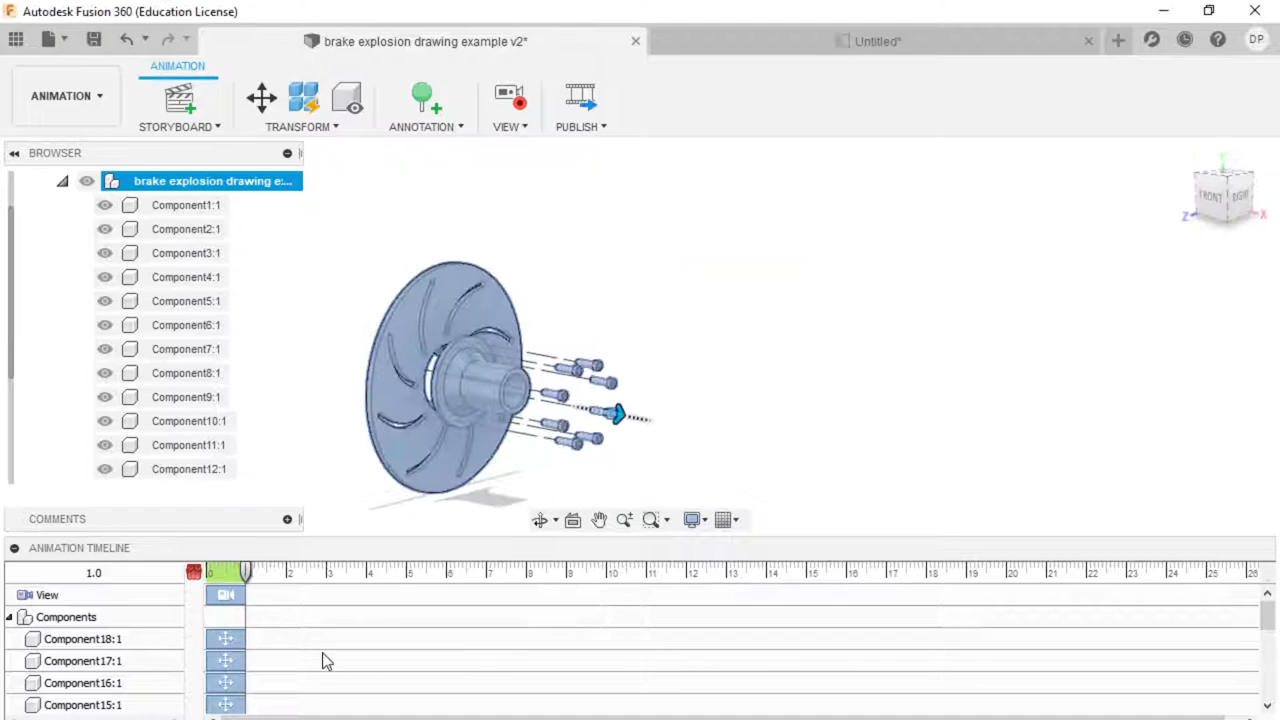 Autodesk Fusion 360 (Education License)
brake explosion drawing example v2*
Untitled*
DP
ANIMATION
ANIMATION
STORYBOARD
TRANSFORM
ANNOTATION
VIEW
PUBLISH
BROWSER
brake explosion drawing e:...
Component1:1
Component2:1
Component3:1
Component4:1
Component5:1
Component6:1
Component7:1
Component8:1
Component9:1
Component10:1
Component11:1
Component12:1
Y
FRONT RIGHT
Z X
COMMENTS
ANIMATION TIMELINE
1.0 0 2 3 4 5 6 7 8 9 10 11 12 13 14 15 16 17 18 19 20 21 22 23 24 25 26
View
Components
Component18:1
Component17:1
Component16:1
Component15:1